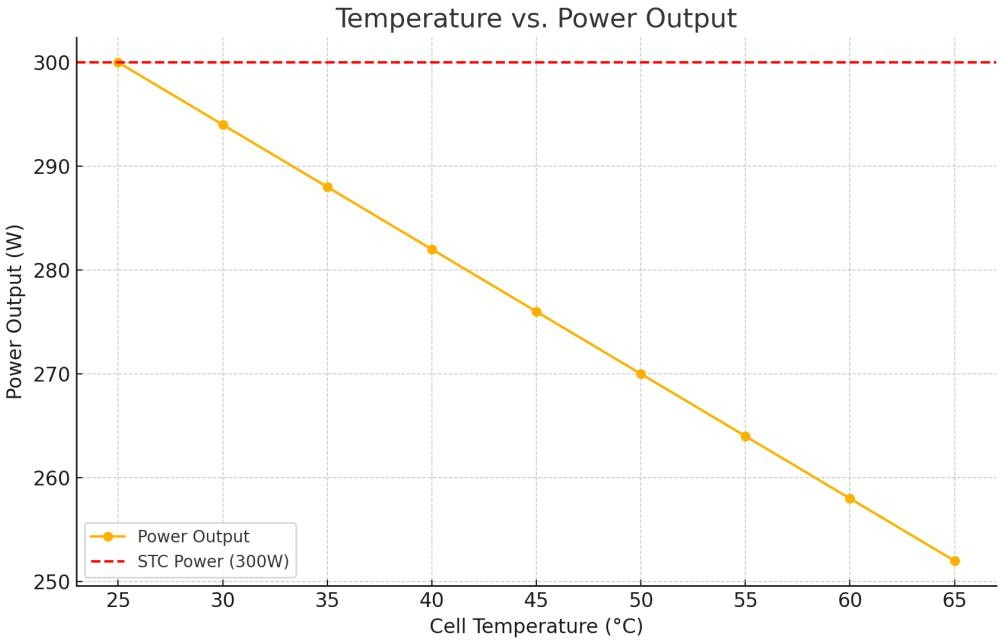 Temperature vs. Power Output
Power Output (W)
300
290
280
270
260
250
Power Output
STC Power (300W)
25 30 35 40 45 50 55 60 65
Cell Temperature (°C)